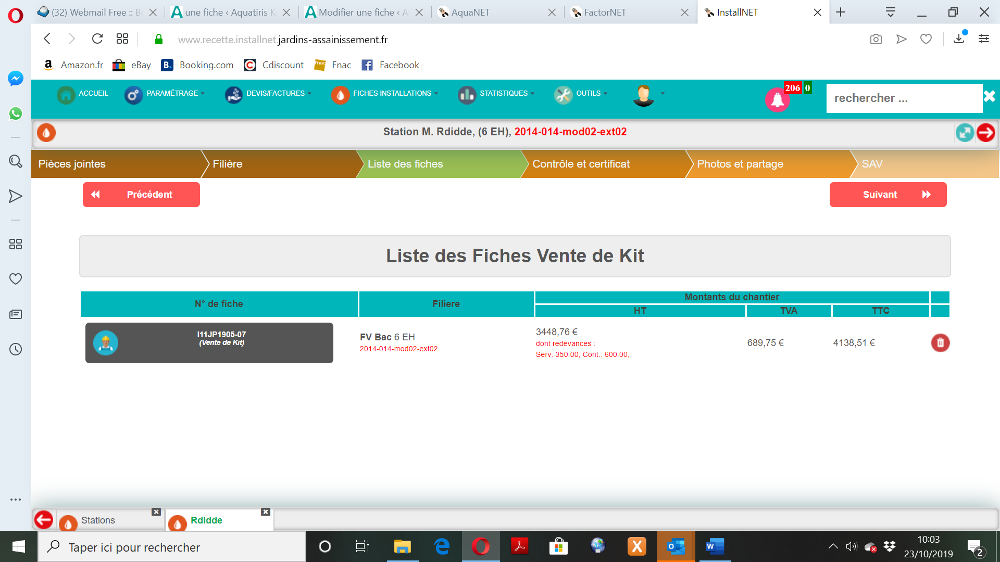 (32) Webmail Free :: B
une fiche ‹ Aquatiris K
Modifier une fiche ‹ A
AquaNET
FactorNET
InstallNET
www.recette.installnet.jardins-assainissement.fr
Amazon.fr
eBay
Booking.com
Cdiscount
Fnac
Facebook
ACCUEIL
PARAMÉTRAGE
DEVIS/FACTURES
FICHES INSTALLATIONS
STATISTIQUES
OUTILS
206 0
rechercher ...
Station M. Rdidde, (6 EH), 2014-014-mod02-ext02
Pièces jointes
Filière
Liste des fiches
Contrôle et certificat
Photos et partage
SAV
Précédent
Suivant
Liste des Fiches Vente de Kit
N° de fiche
Filiere
Montants du chantier
HT
TVA
TTC
I11JP1905-07
(Vente de Kit)
FV Bac 6 EH
2014-014-mod02-ext02
3448,76 €
dont redevances :
Serv: 350.00, Cont.: 600.00,
689,75 €
4138,51 €
Stations
Rdidde
Taper ici pour rechercher
10:03
23/10/2019
2